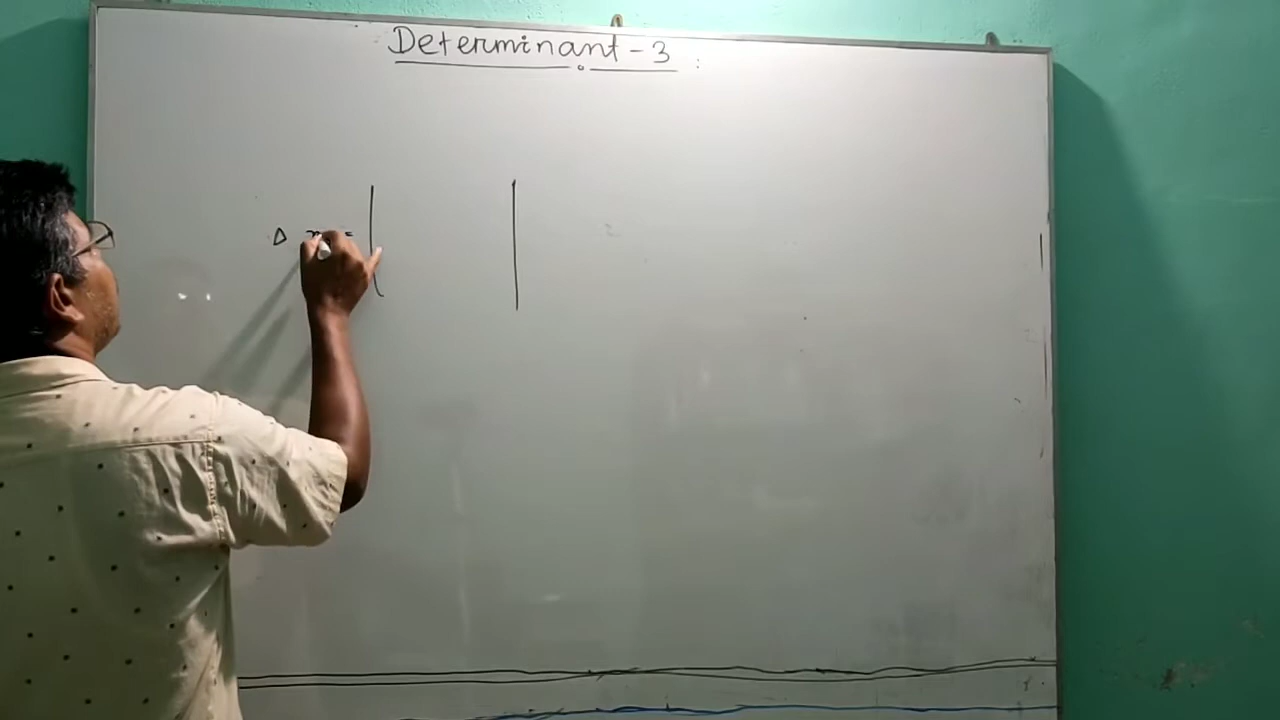 Determinant - 3
Δ =